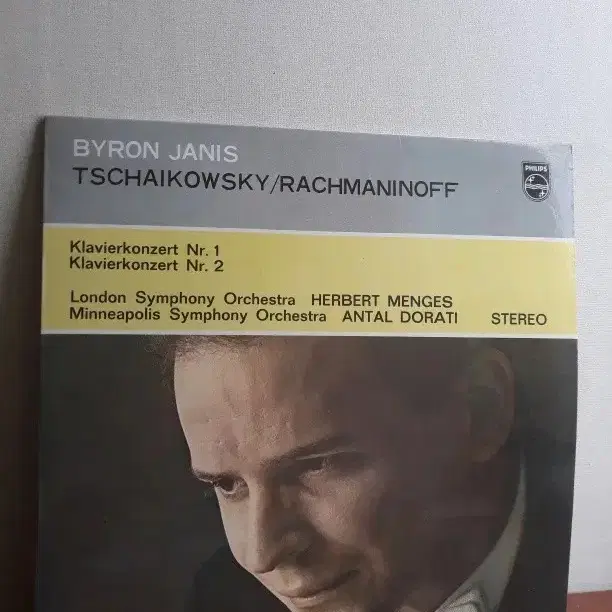 BYRON JANIS
TSCHAIKOWSKY/RACHMANINOFF
PHILIPS
Klavierkonzert Nr. 1
Klavierkonzert Nr. 2
London Symphony Orchestra HERBERT MENGES
Minneapolis Symphony Orchestra ANTAL DORATI STEREO